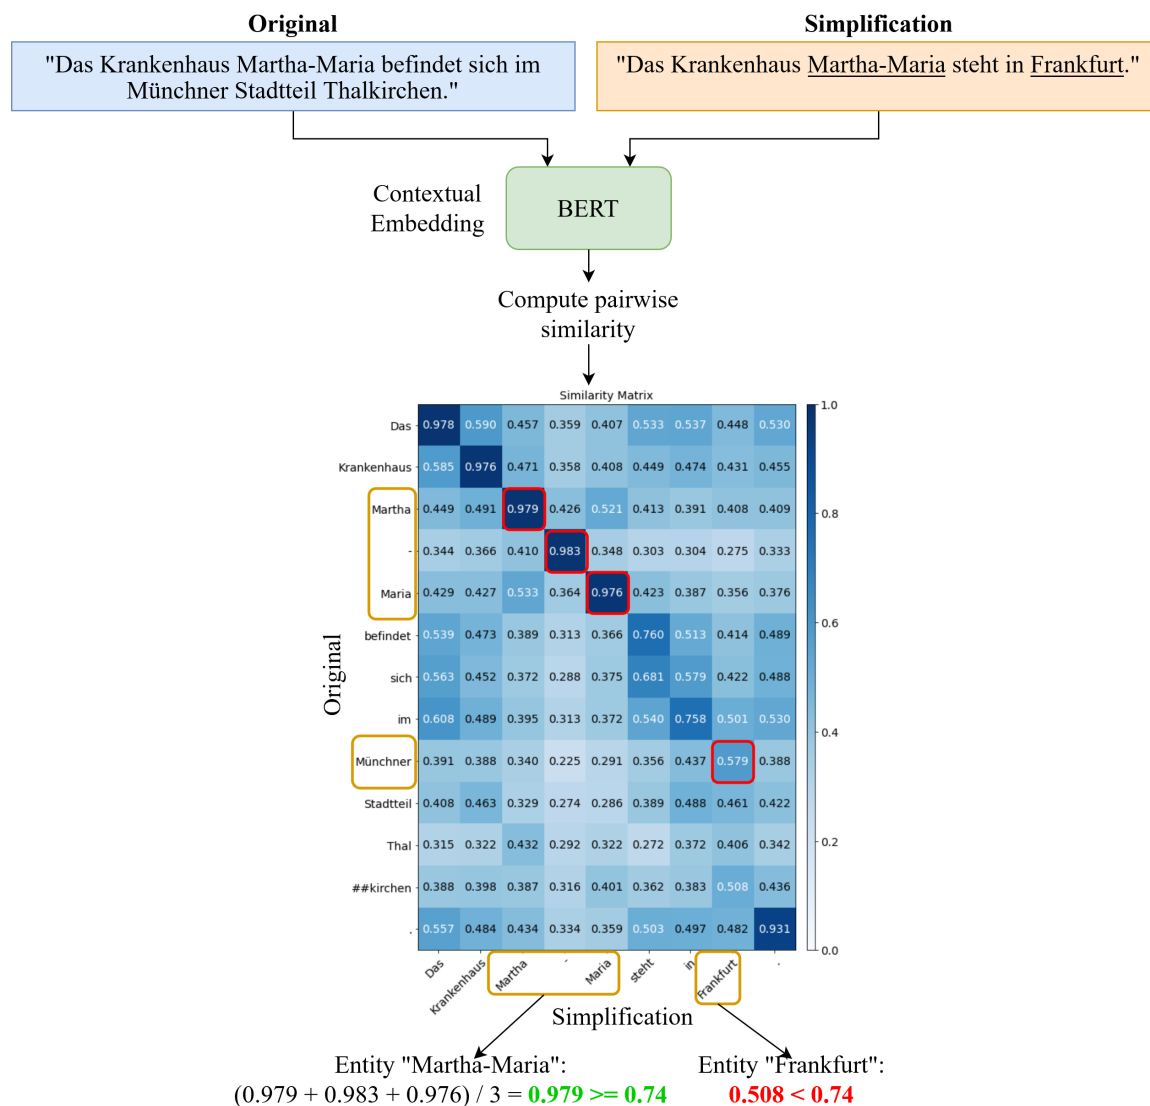 Original
Simplification
"Das Krankenhaus Martha-Maria befindet sich im
Münchner Stadtteil Thalkirchen."
"Das Krankenhaus Martha-Maria steht in Frankfurt."
Contextual
Embedding
BERT
Compute pairwise
similarity
Similarity Matrix
Das 0.978 0.590 0.457 0.359 0.407 0.533 0.537 0.448 0.530
Krankenhaus 0.585 0.976 0.471 0.358 0.408 0.449 0.474 0.431 0.455
Martha 0.449 0.491 0.979 0.426 0.521 0.413 0.391 0.408 0.409
- 0.344 0.366 0.410 0.983 0.348 0.303 0.304 0.275 0.333
Maria 0.429 0.427 0.533 0.364 0.976 0.423 0.387 0.356 0.376
befindet 0.539 0.473 0.389 0.313 0.366 0.760 0.513 0.414 0.489
sich 0.563 0.452 0.372 0.288 0.375 0.681 0.579 0.422 0.488
im 0.608 0.489 0.395 0.313 0.372 0.540 0.758 0.501 0.530
Münchner 0.391 0.388 0.340 0.225 0.291 0.356 0.437 0.579 0.388
Stadtteil 0.408 0.463 0.329 0.274 0.286 0.389 0.488 0.461 0.422
Thal 0.315 0.322 0.432 0.292 0.322 0.272 0.372 0.406 0.342
##kirchen 0.388 0.398 0.387 0.316 0.401 0.362 0.383 0.508 0.436
. 0.557 0.484 0.434 0.334 0.359 0.503 0.497 0.482 0.931
Original
1.0
0.8
0.6
0.4
0.2
0.0
Das Krankenhaus Martha - Maria steht in Frankfurt .
Simplification
Entity "Martha-Maria":
(0.979 + 0.983 + 0.976) / 3 = 0.979 >= 0.74
Entity "Frankfurt":
0.508 < 0.74